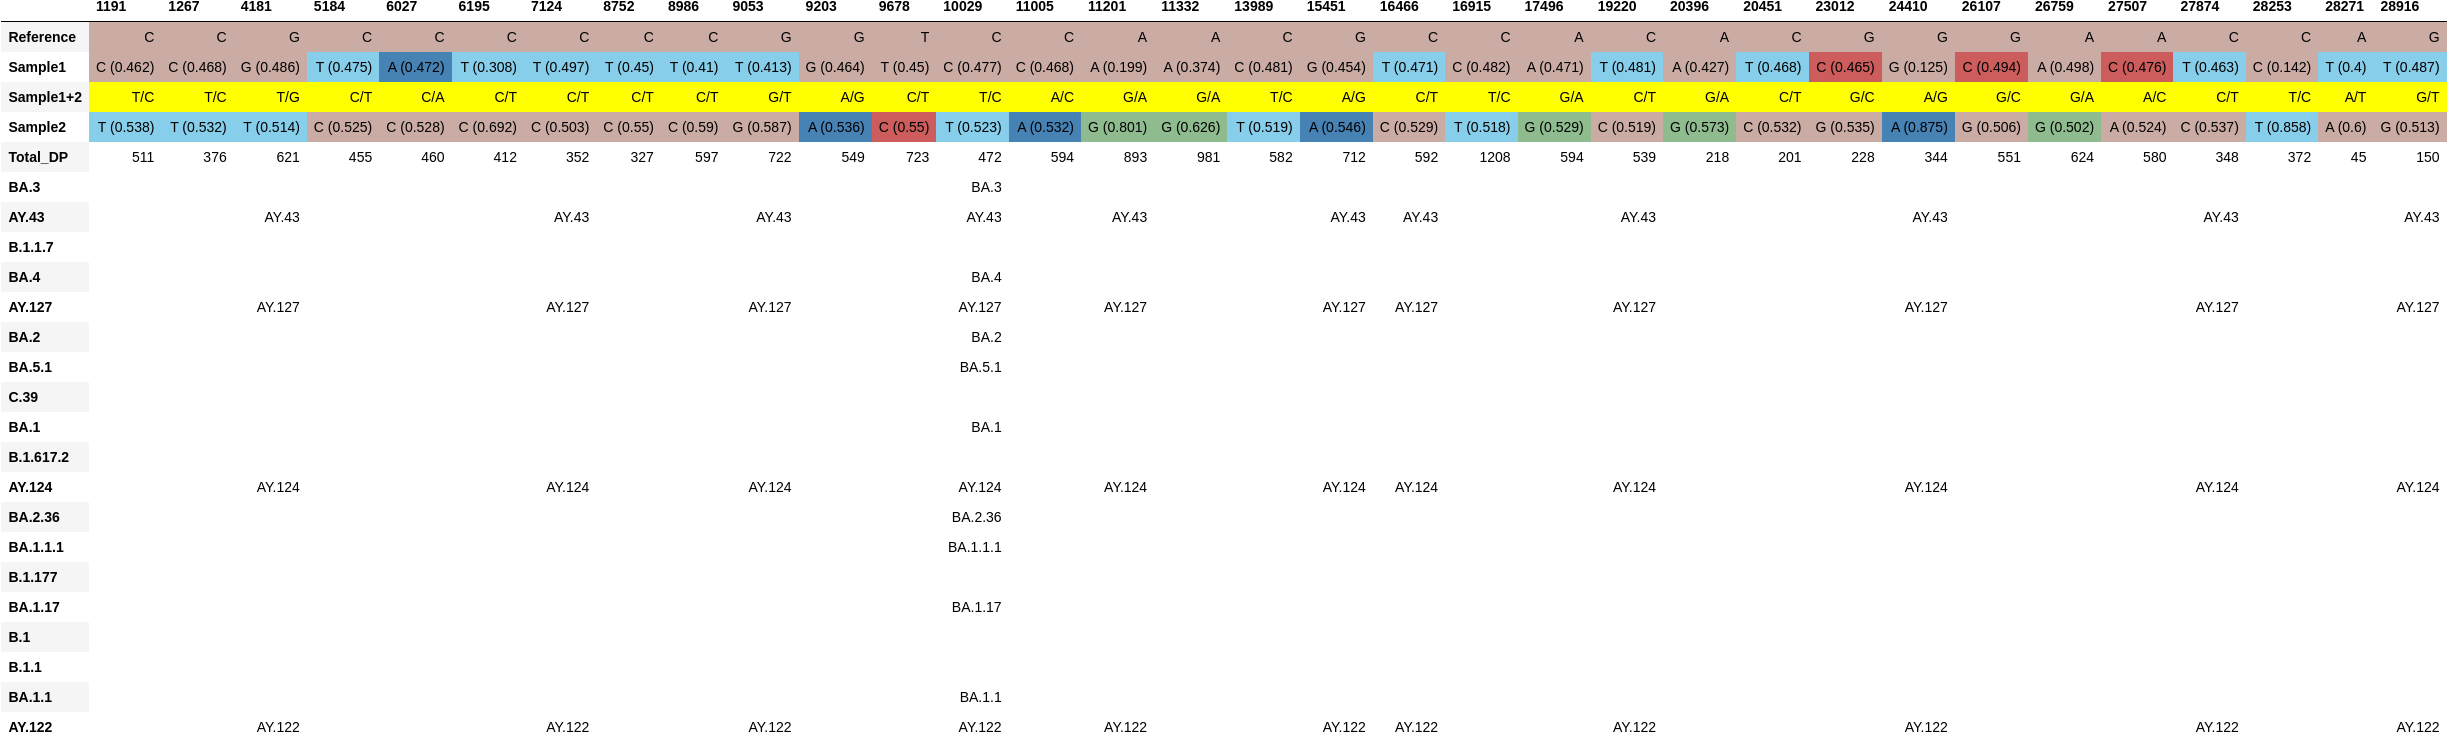 1191 1267 4181 5184 6027 6195 7124 8752 8986 9053 9203 9678 10029 11005 11201 11332 13989 15451 16466 16915 17496 19220 20396 20451 23012 24410 26107 26759 27507 27874 28253 28271 28916
Reference C C G C C C C C C G G T C C A A C G C C A C A C G G G A A C C A G
Sample1 C (0.462) C (0.468) G (0.486) T (0.475) A (0.472) T (0.308) T (0.497) T (0.45) T (0.41) T (0.413) G (0.464) T (0.45) C (0.477) C (0.468) A (0.199) A (0.374) C (0.481) G (0.454) T (0.471) C (0.482) A (0.471) T (0.481) A (0.427) T (0.468) C (0.465) G (0.125) C (0.494) A (0.498) C (0.476) T (0.463) C (0.142) T (0.4) T (0.487)
Sample1+2 T/C T/C T/G C/T C/A C/T C/T C/T C/T G/T A/G C/T T/C A/C G/A G/A T/C A/G C/T T/C G/A C/T G/A C/T G/C A/G G/C G/A A/C C/T T/C A/T G/T
Sample2 T (0.538) T (0.532) T (0.514) C (0.525) C (0.528) C (0.692) C (0.503) C (0.55) C (0.59) G (0.587) A (0.536) C (0.55) T (0.523) A (0.532) G (0.801) G (0.626) T (0.519) A (0.546) C (0.529) T (0.518) G (0.529) C (0.519) G (0.573) C (0.532) G (0.535) A (0.875) G (0.506) G (0.502) A (0.524) C (0.537) T (0.858) A (0.6) G (0.513)
Total_DP 511 376 621 455 460 412 352 327 597 722 549 723 472 594 893 981 582 712 592 1208 594 539 218 201 228 344 551 624 580 348 372 45 150
BA.3 BA.3
AY.43 AY.43 AY.43 AY.43 AY.43 AY.43 AY.43 AY.43 AY.43 AY.43 AY.43 AY.43
B.1.1.7
BA.4 BA.4
AY.127 AY.127 AY.127 AY.127 AY.127 AY.127 AY.127 AY.127 AY.127 AY.127 AY.127 AY.127
BA.2 BA.2
BA.5.1 BA.5.1
C.39
BA.1 BA.1
B.1.617.2
AY.124 AY.124 AY.124 AY.124 AY.124 AY.124 AY.124 AY.124 AY.124 AY.124 AY.124 AY.124
BA.2.36 BA.2.36
BA.1.1.1 BA.1.1.1
B.1.177
BA.1.17 BA.1.17
B.1
B.1.1
BA.1.1 BA.1.1
AY.122 AY.122 AY.122 AY.122 AY.122 AY.122 AY.122 AY.122 AY.122 AY.122 AY.122 AY.122